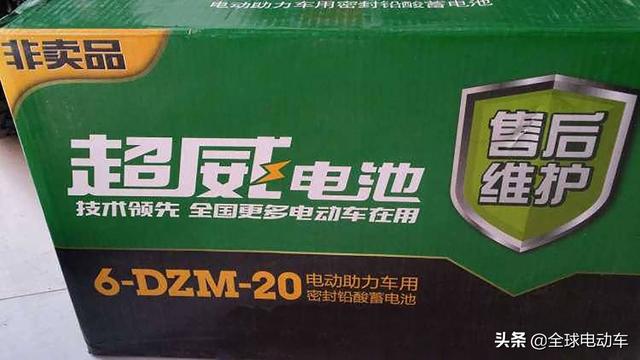 电动助力车用密封铅酸蓄电池
非卖品
超威电池
技术领先 全国更多电动车在用
售后
维护
6-DZM-20
电动助力车用
密封铅酸蓄电池
头条 @全球电动车